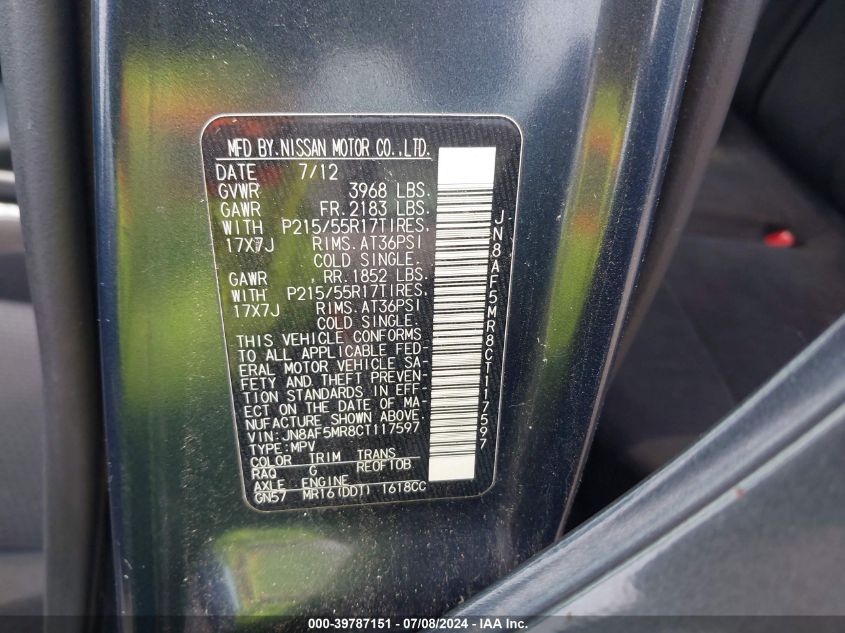 MFD BY.NISSAN MOTOR CO.,LTD.
DATE 7/12
GVWR 3968 LBS.
GAWR FR.2183 LBS.
WITH P215/55R17TIRES.
17X7J RIMS.AT36PSI
COLD SINGLE.
GAWR , RR.1852 LBS.
WITH P215/55R17TIRES.
17X7J RIMS.AT36PSI
COLD SINGLE.
THIS VEHICLE CONFORMS
TO ALL APPLICABLE FED-
ERAL MOTOR VEHICLE SA-
FETY AND THEFT PREVEN-
TION STANDARDS IN EFF-
ECT ON THE DATE OF MA-
NUFACTURE SHOWN ABOVE.
VIN: JN8AF5MR8CT117597
TYPE: MPV
COLOR TRIM TRANS
RAQ G RE0F10B
AXLE ENGINE
GN57 MR16(DDT) 1618CC
JN8AF5MR8CT117597
000-39787151 - 07/08/2024 - IAA Inc.